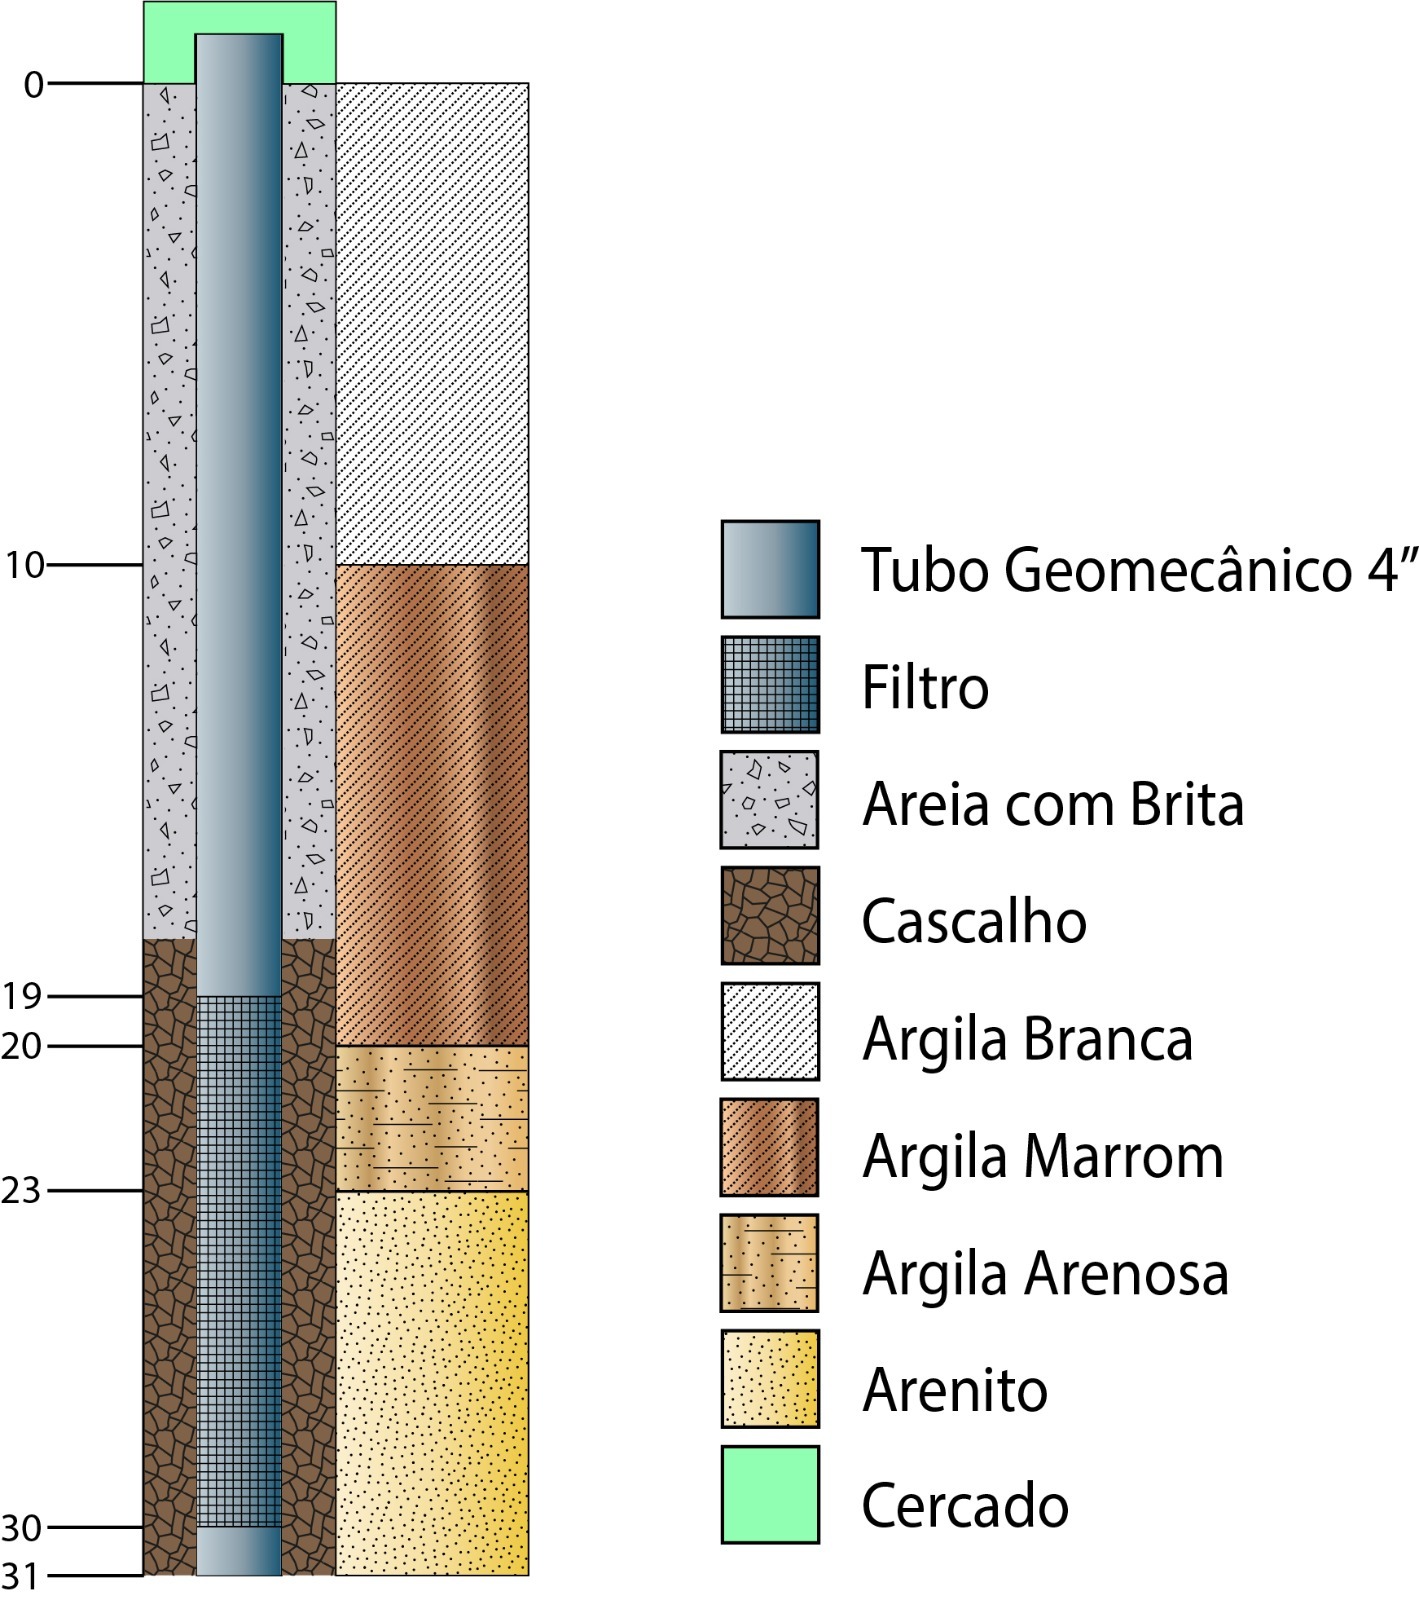 0
10
19
20
23
30
31
Tubo Geomecânico 4”
Filtro
Areia com Brita
Cascalho
Argila Branca
Argila Marrom
Argila Arenosa
Arenito
Cercado